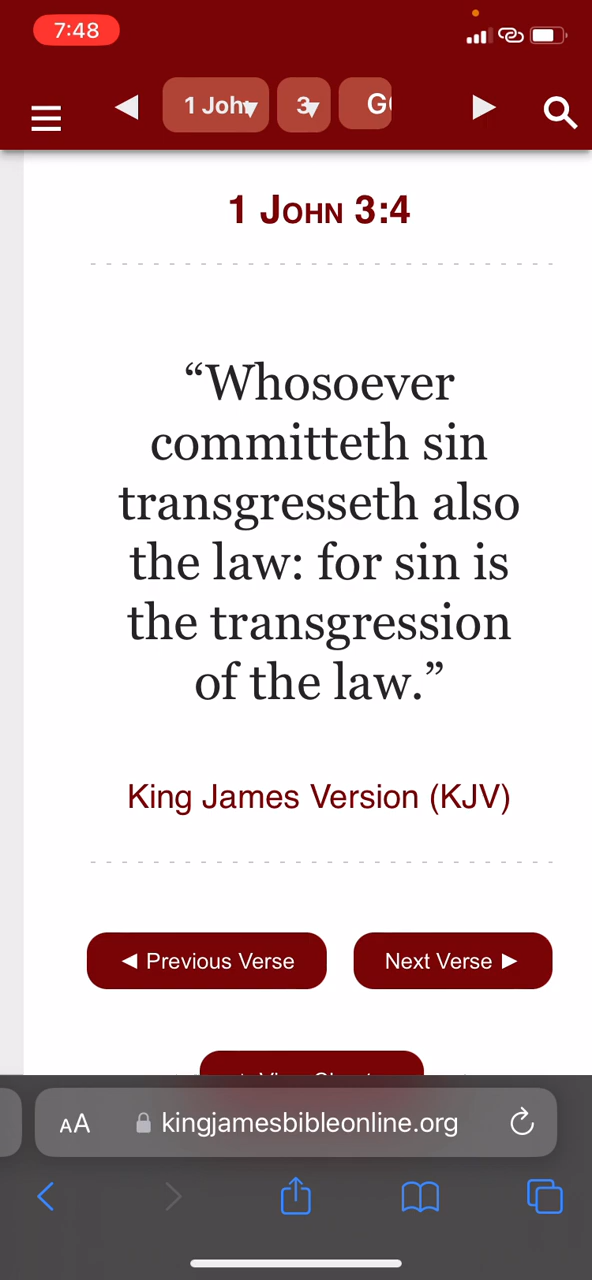 7:48
1 Joh
3
G
1 JOHN 3:4
“Whosoever
committeth sin
transgresseth also
the law: for sin is
the transgression
of the law.”
King James Version (KJV)
◀ Previous Verse
Next Verse ▶
AA
kingjamesbibleonline.org